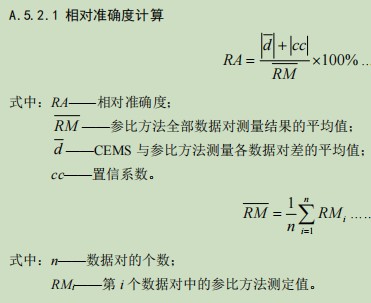 A.5.2.1 相对准确度计算
RA = (|d̅| + |cc|) / R̅M̅ ×100% …
式中：RA——相对准确度；
R̅M̅——参比方法全部数据对测量结果的平均值；
d̅——CEMS 与参比方法测量各数据对差的平均值；
cc——置信系数。
R̅M̅ = 1/n ∑ⁿᵢ₌₁ RMᵢ ….
式中：n——数据对的个数；
RMᵢ——第 i 个数据对中的参比方法测定值。